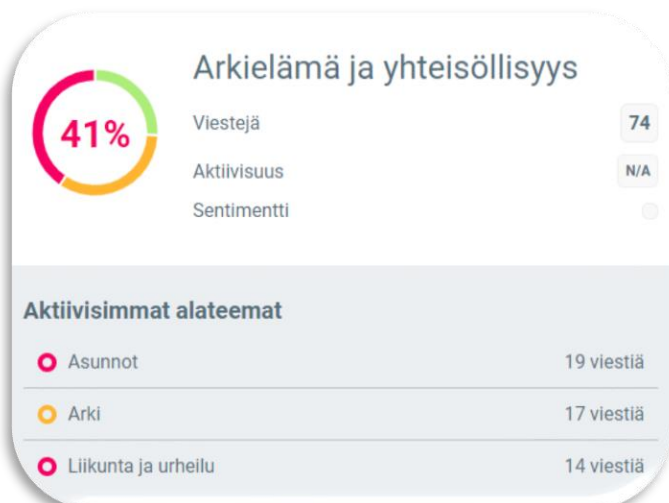 Arkielämä ja yhteisöllisyys
41%
Viestejä 74
Aktiivisuus N/A
Sentimentti
Aktiivisimmat alateemat
Asunnot 19 viestiä
Arki 17 viestiä
Liikunta ja urheilu 14 viestiä